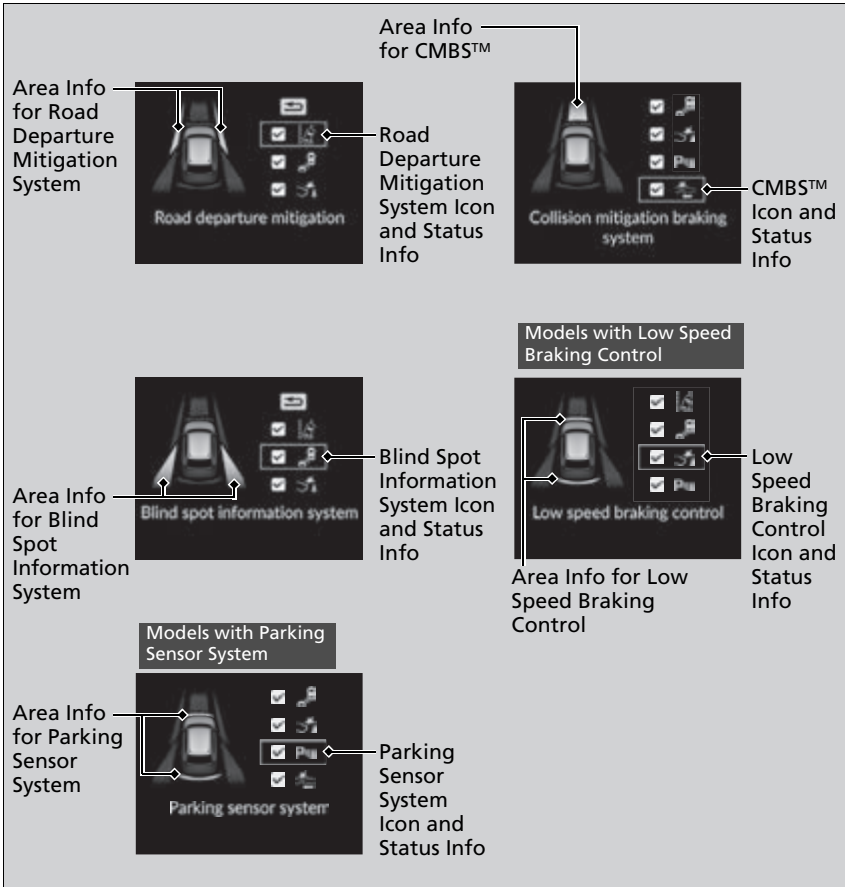 Area Info
for CMBS™
Area Info
for Road
Departure
Mitigation
System
Road
Departure
Mitigation
System Icon
and Status
Info
Road departure mitigation
CMBS™
Icon and
Status
Info
Collision mitigation braking
system
Models with Low Speed
Braking Control
Area Info
for Blind
Spot
Information
System
Blind Spot
Information
System Icon
and Status
Info
Blind spot information system
Low
Speed
Braking
Control
Icon and
Status
Info
Low speed braking control
Area Info for Low
Speed Braking
Control
Models with Parking
Sensor System
Area Info
for Parking
Sensor
System
Parking
Sensor
System
Icon and
Status Info
Parking sensor system